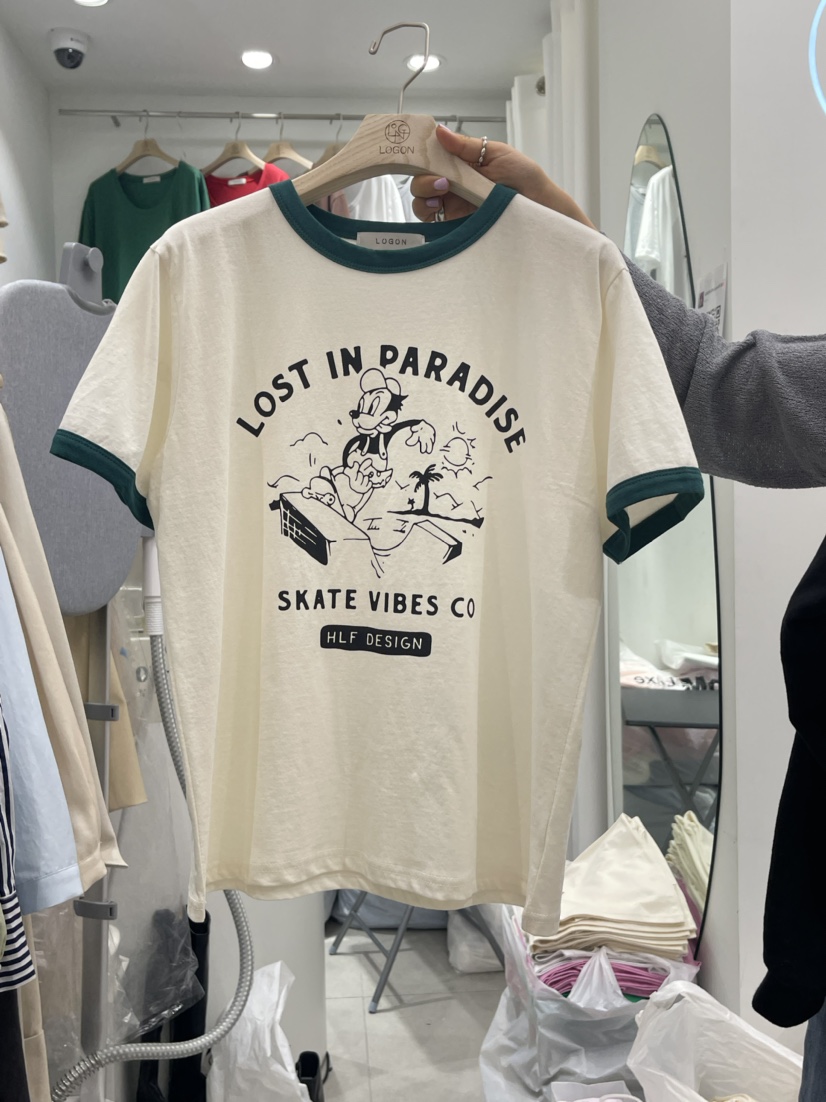 LOGON
LOGON
LOST IN PARADISE
SKATE VIBES CO
HLF DESIGN